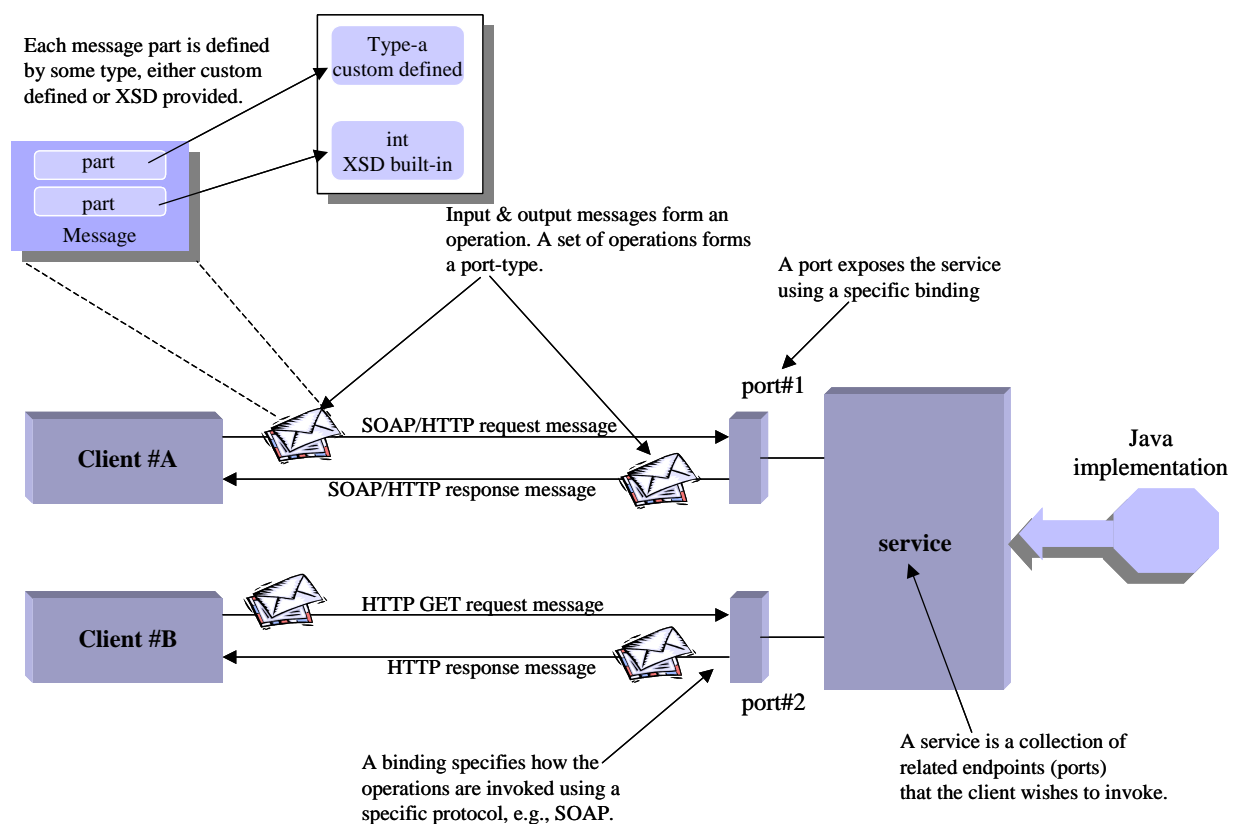 Each message part is defined
by some type, either custom
defined or XSD provided.
Type-a
custom defined
int
XSD built-in
part
part
Message
Input & output messages form an
operation. A set of operations forms
a port-type.
A port exposes the service
using a specific binding
port#1
Client #A
SOAP/HTTP request message
SOAP/HTTP response message
Java
implementation
service
Client #B
HTTP GET request message
HTTP response message
port#2
A binding specifies how the
operations are invoked using a
specific protocol, e.g., SOAP.
A service is a collection of
related endpoints (ports)
that the client wishes to invoke.